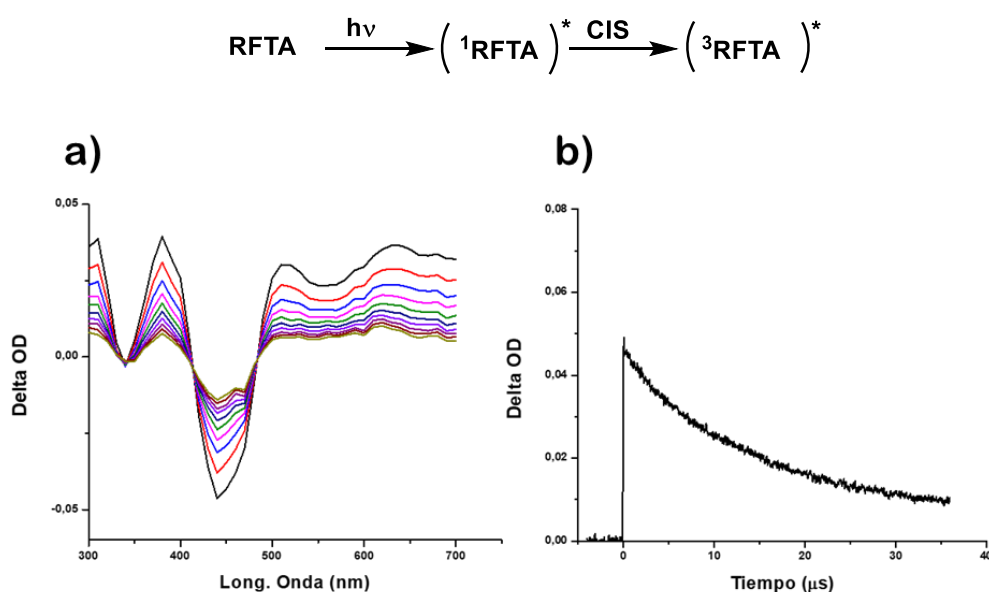 RFTA hν ( ¹RFTA )* CIS ( ³RFTA )*
a)
0,05
0,00
-0,05
Delta OD
300 400 500 600 700
Long. Onda (nm)
b)
0,08
0,06
0,04
0,02
0,00
Delta OD
0 10 20 30 40
Tiempo (μs)